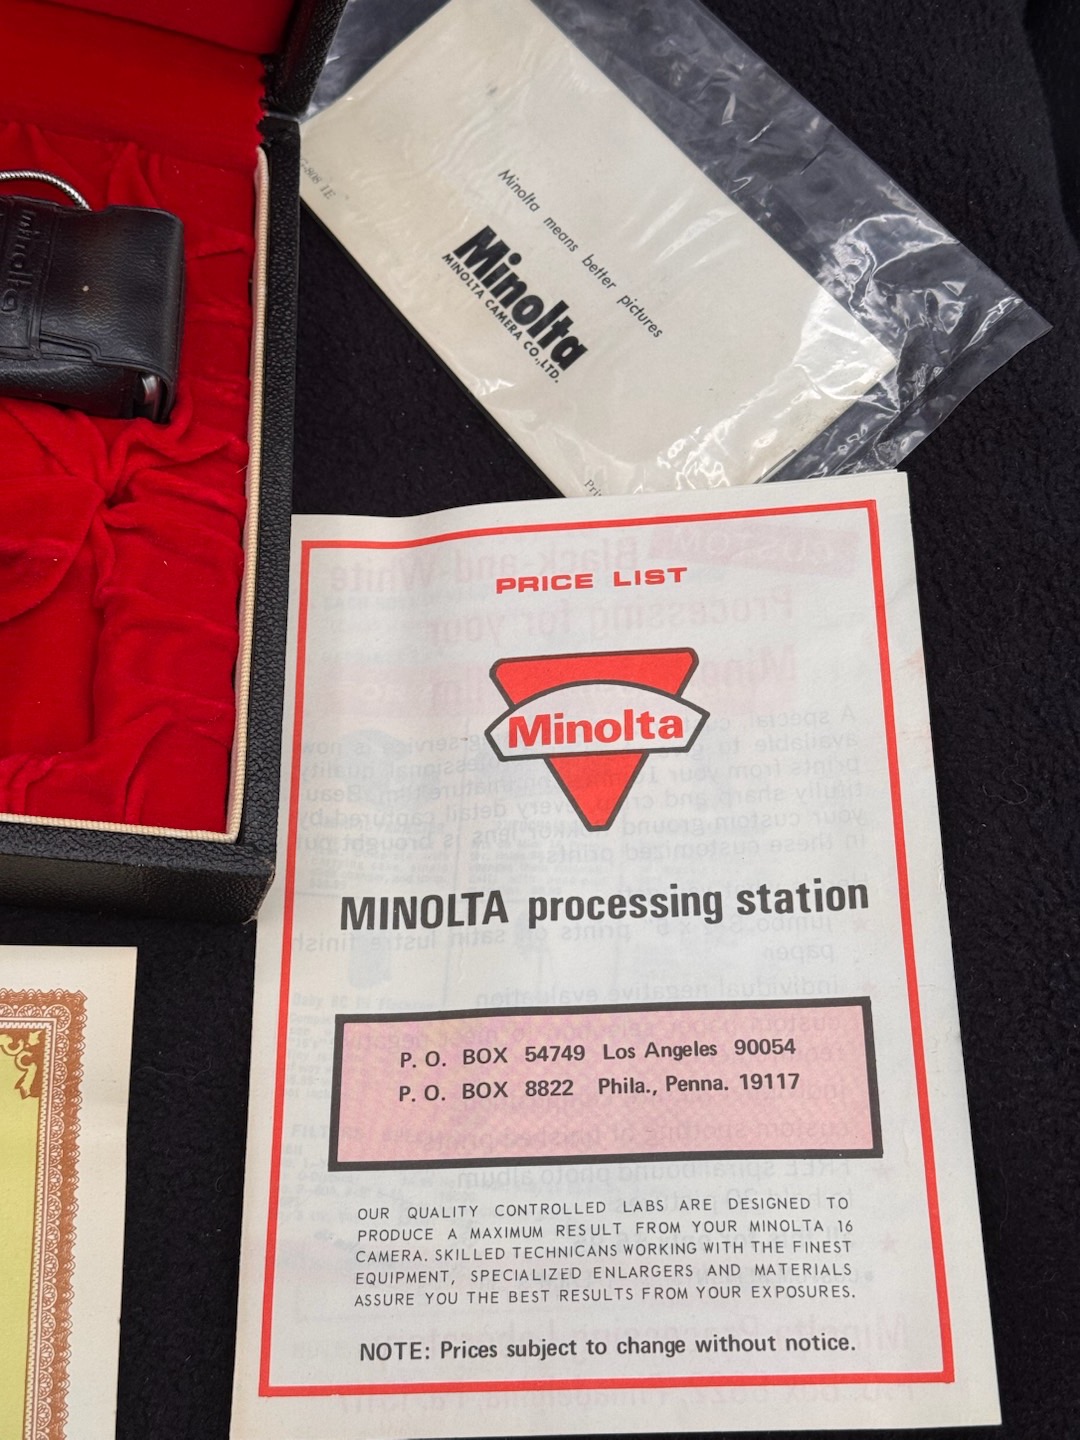 minolta
Minolta means better pictures
Minolta
MINOLTA CAMERA CO., LTD.
PRICE LIST
Minolta
MINOLTA processing station
P. O. BOX 54749 Los Angeles 90054
P. O. BOX 8822 Phila., Penna. 19117
OUR QUALITY CONTROLLED LABS ARE DESIGNED TO
PRODUCE A MAXIMUM RESULT FROM YOUR MINOLTA 16
CAMERA. SKILLED TECHNICANS WORKING WITH THE FINEST
EQUIPMENT, SPECIALIZED ENLARGERS AND MATERIALS
ASSURE YOU THE BEST RESULTS FROM YOUR EXPOSURES.
NOTE: Prices subject to change without notice.